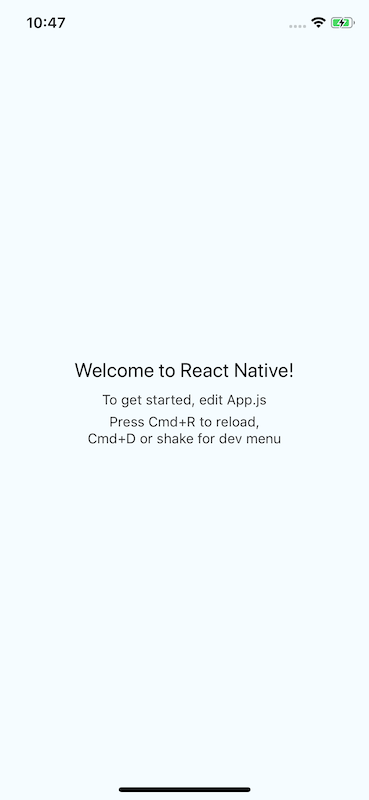 10:47
Welcome to React Native!
To get started, edit App.js
Press Cmd+R to reload,
Cmd+D or shake for dev menu